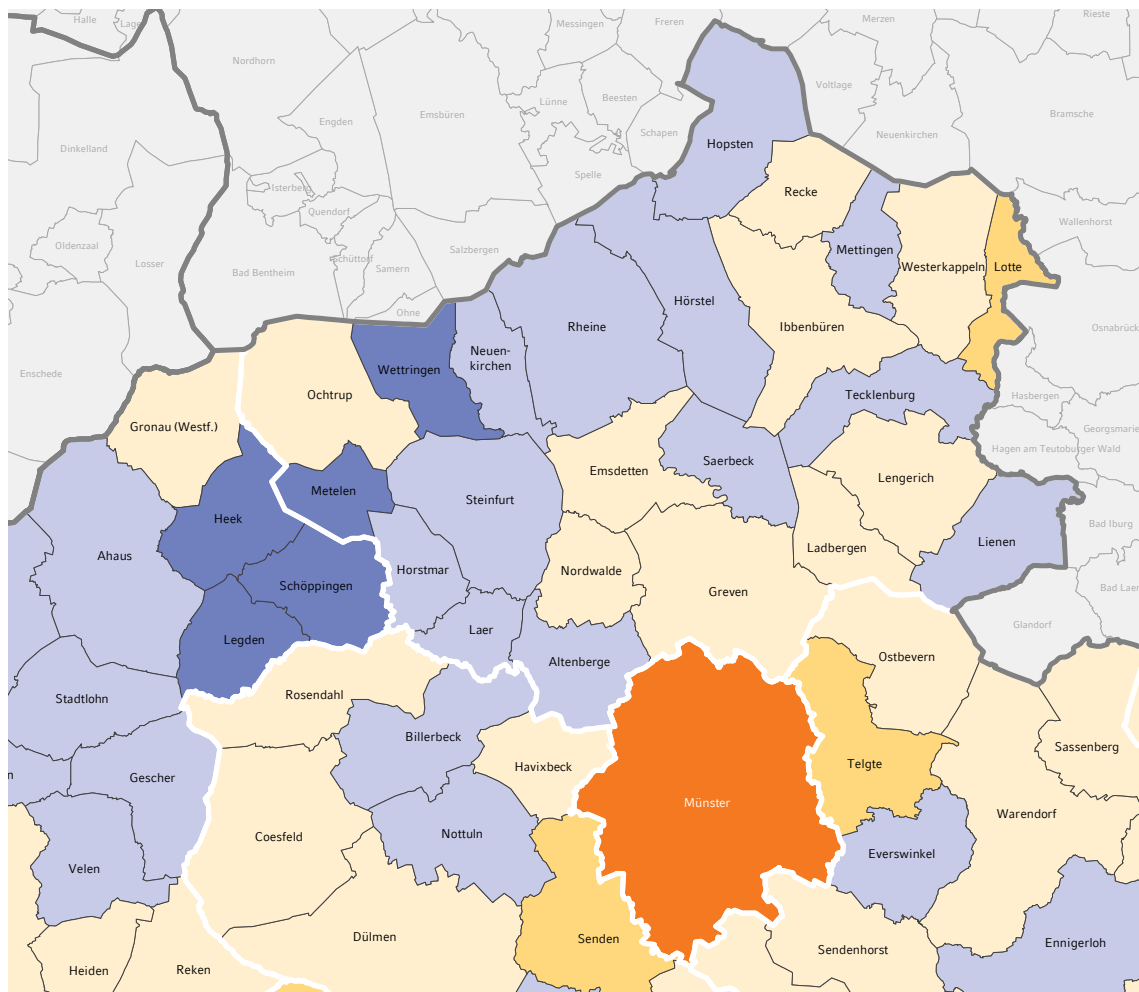 Halle
Lage
Messingen
Freren
Merzen
Rieste
Nordhorn
Voltlage
Lünne
Beesten
Emsbüren
Bramsche
Engden
Schapen
Neuenkirchen
Dinkelland
Hopsten
Spelle
Isterberg
Recke
Quendorf
Wallenhorst
Oldenzaal
Salzbergen
Mettingen
Losser
Samern
Bad Bentheim
Westerkappeln
Lotte
Hörstel
Ohne
Rheine
Ibbenbüren
Osnabrück
Neuen-
kirchen
Wettringen
Enschede
Ochtrup
Tecklenburg
Hasbergen
Gronau (Westf.)
Georgsmarie
Hagen am Teutoburger Wald
Saerbeck
Emsdetten
Lengerich
Metelen
Steinfurt
Heek
Bad Iburg
Lienen
Ahaus
Ladbergen
Horstmar
Nordwalde
Schöppingen
Bad Laer
Greven
Glandorf
Laer
Legden
Ostbevern
Altenberge
Rosendahl
Stadtlohn
Billerbeck
Sassenberg
Telgte
Havixbeck
n
Gescher
Münster
Warendorf
Coesfeld
Nottuln
Everswinkel
Velen
Dülmen
Senden
Ennigerloh
Sendenhorst
Heiden
Reken